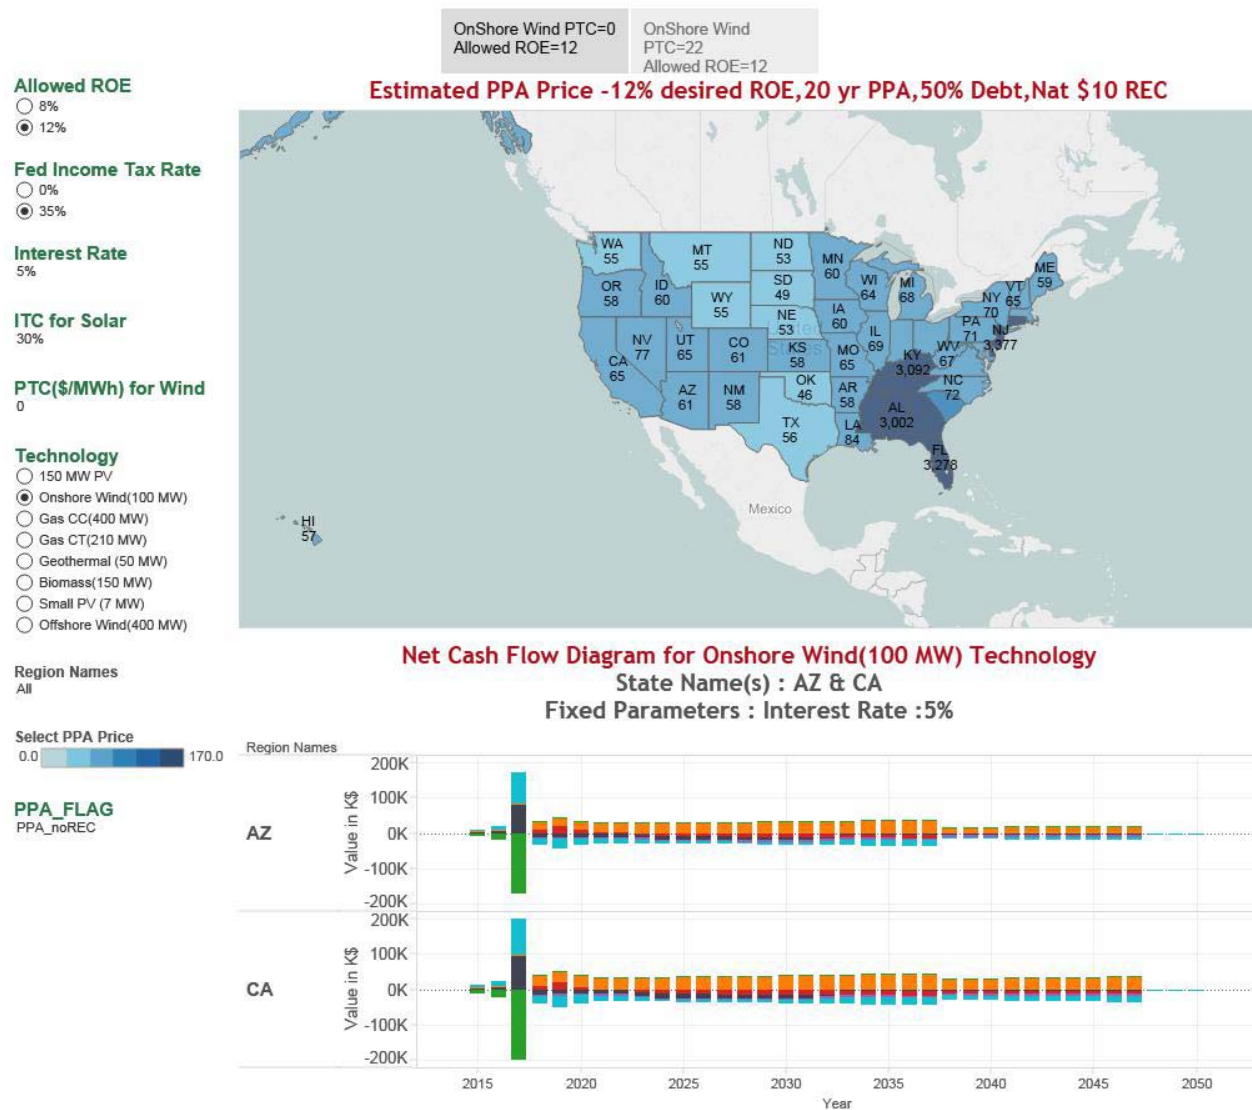 OnShore Wind PTC=0
Allowed ROE=12
OnShore Wind
PTC=22
Allowed ROE=12
Estimated PPA Price -12% desired ROE,20 yr PPA,50% Debt,Nat $10 REC
Allowed ROE
8%
12%
Fed Income Tax Rate
0%
35%
Interest Rate
5%
ITC for Solar
30%
PTC($/MWh) for Wind
0
Technology
150 MW PV
Onshore Wind(100 MW)
Gas CC(400 MW)
Gas CT(210 MW)
Geothermal (50 MW)
Biomass(150 MW)
Small PV (7 MW)
Offshore Wind(400 MW)
Region Names
All
Select PPA Price
0.0
170.0
PPA_FLAG
PPA_noREC
WA
55
MT
55
ND
53
MN
60
OR
58
ID
60
WY
55
SD
49
WI
64
MI
68
NY
70
VT
65
ME
59
NE
53
IA
60
PA
71
NJ
3,377
NV
77
UT
65
CO
61
KS
58
MO
65
IL
69
KY
3,092
WV
67
CA
65
AZ
61
NM
58
OK
46
AR
58
NC
72
TX
56
LA
84
AL
3,002
FL
3,278
HI
57
United
States
Mexico
Net Cash Flow Diagram for Onshore Wind(100 MW) Technology
State Name(s) : AZ & CA
Fixed Parameters : Interest Rate :5%
Region Names
AZ
Value in K$
200K
100K
0K
-100K
-200K
CA
Value in K$
200K
100K
0K
-100K
-200K
2015
2020
2025
2030
2035
2040
2045
2050
Year